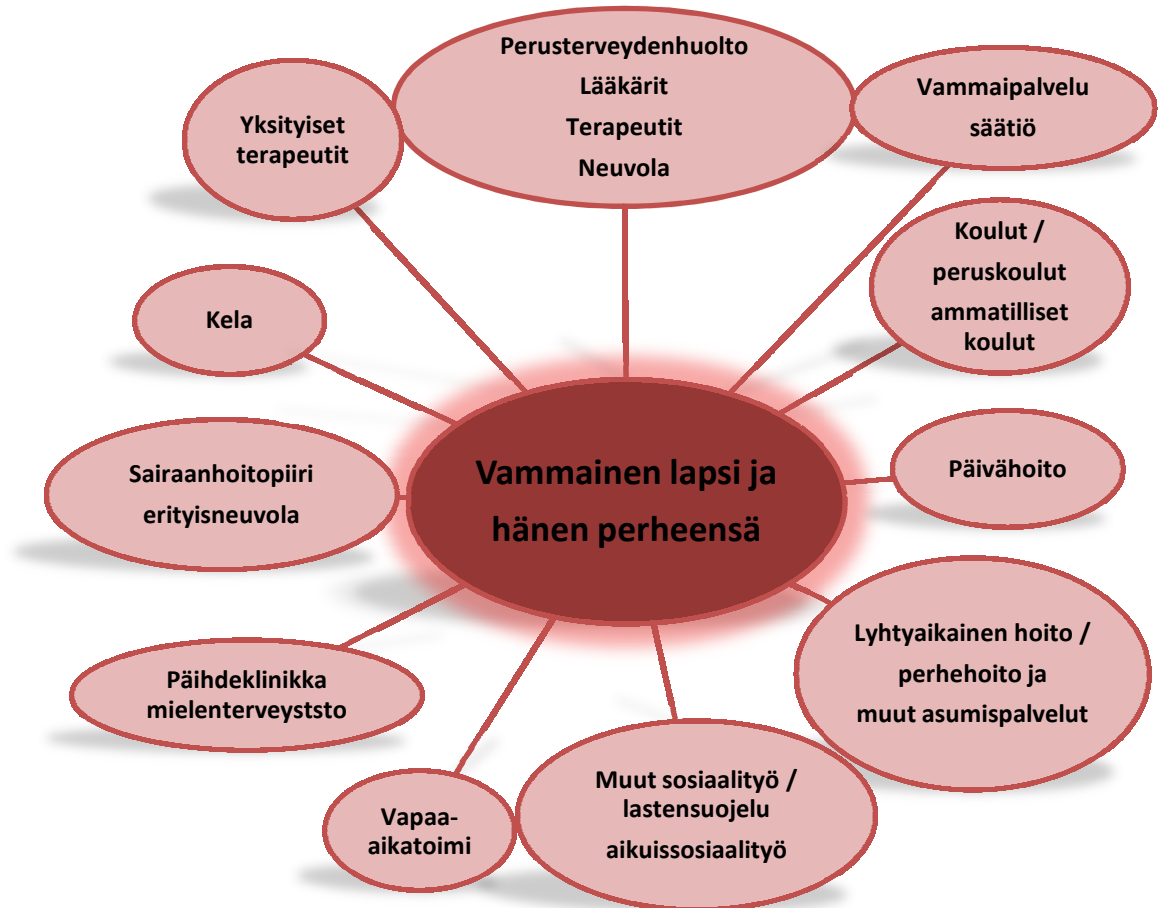 Perusterveydenhuolto
Lääkärit
Terapeutit
Neuvola
Vammaipalvelu
säätiö
Yksityiset
terapeutit
Koulut /
peruskoulut
ammatilliset
koulut
Kela
Vammainen lapsi ja
hänen perheensä
Päivähoito
Sairaanhoitopiiri
erityisneuvola
Lyhtyaikainen hoito /
perhehoito ja
muut asumispalvelut
Päihdeklinikka
mielenterveyststo
Muut sosiaalityö /
lastensuojelu
aikuissosiaalityö
Vapaa-
aikatoimi